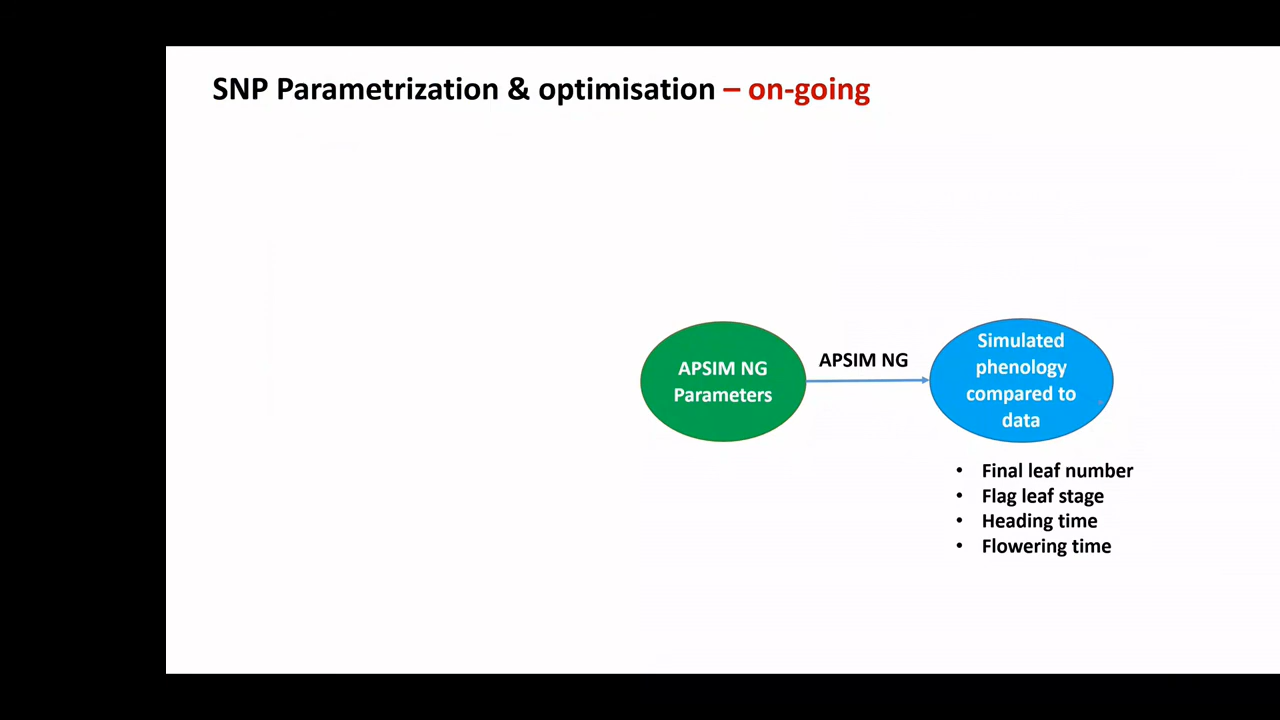 SNP Parametrization & optimisation – on-going
APSIM NG
Parameters
APSIM NG
Simulated
phenology
compared to
data
• Final leaf number
• Flag leaf stage
• Heading time
• Flowering time